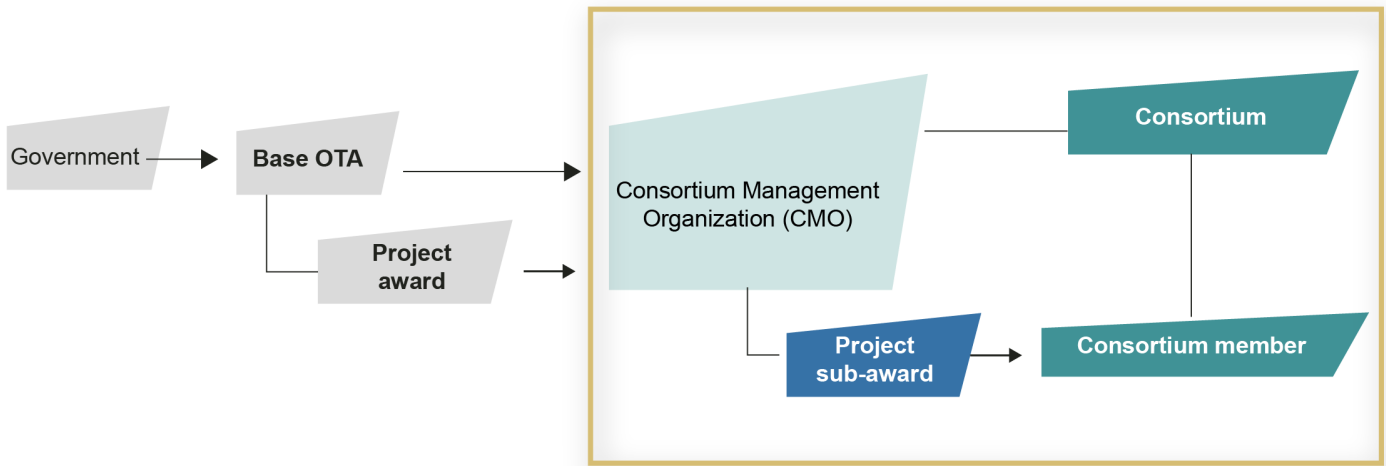 Government
Base OTA
Project
award
Consortium Management
Organization (CMO)
Consortium
Project
sub-award
Consortium member